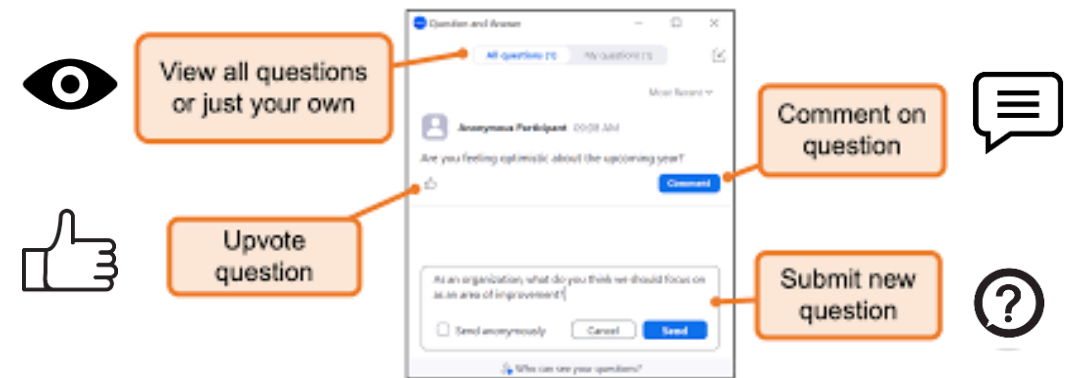 Question and Answer
View all questions
or just your own
All questions (1)
My questions (1)
Most Recent
Anonymous Participant 09:08 AM
Are you feeling optimistic about the upcoming year?
Comment
Comment on
question
Upvote
question
As an organization, what do you think we should focus on
as an area of improvement?
Send anonymously
Cancel
Send
Submit new
question
Who can see your questions?